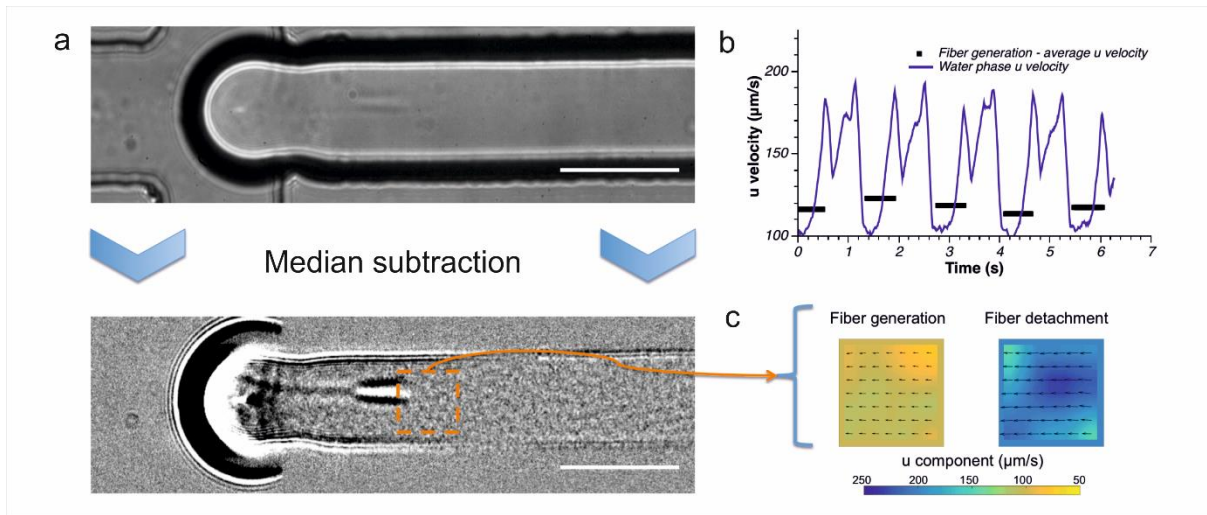 a
Median subtraction
b
Fiber generation - average u velocity
Water phase u velocity
u velocity (µm/s)
200
150
100
0 1 2 3 4 5 6 7
Time (s)
c
Fiber generation Fiber detachment
u component (µm/s)
250 200 150 100 50